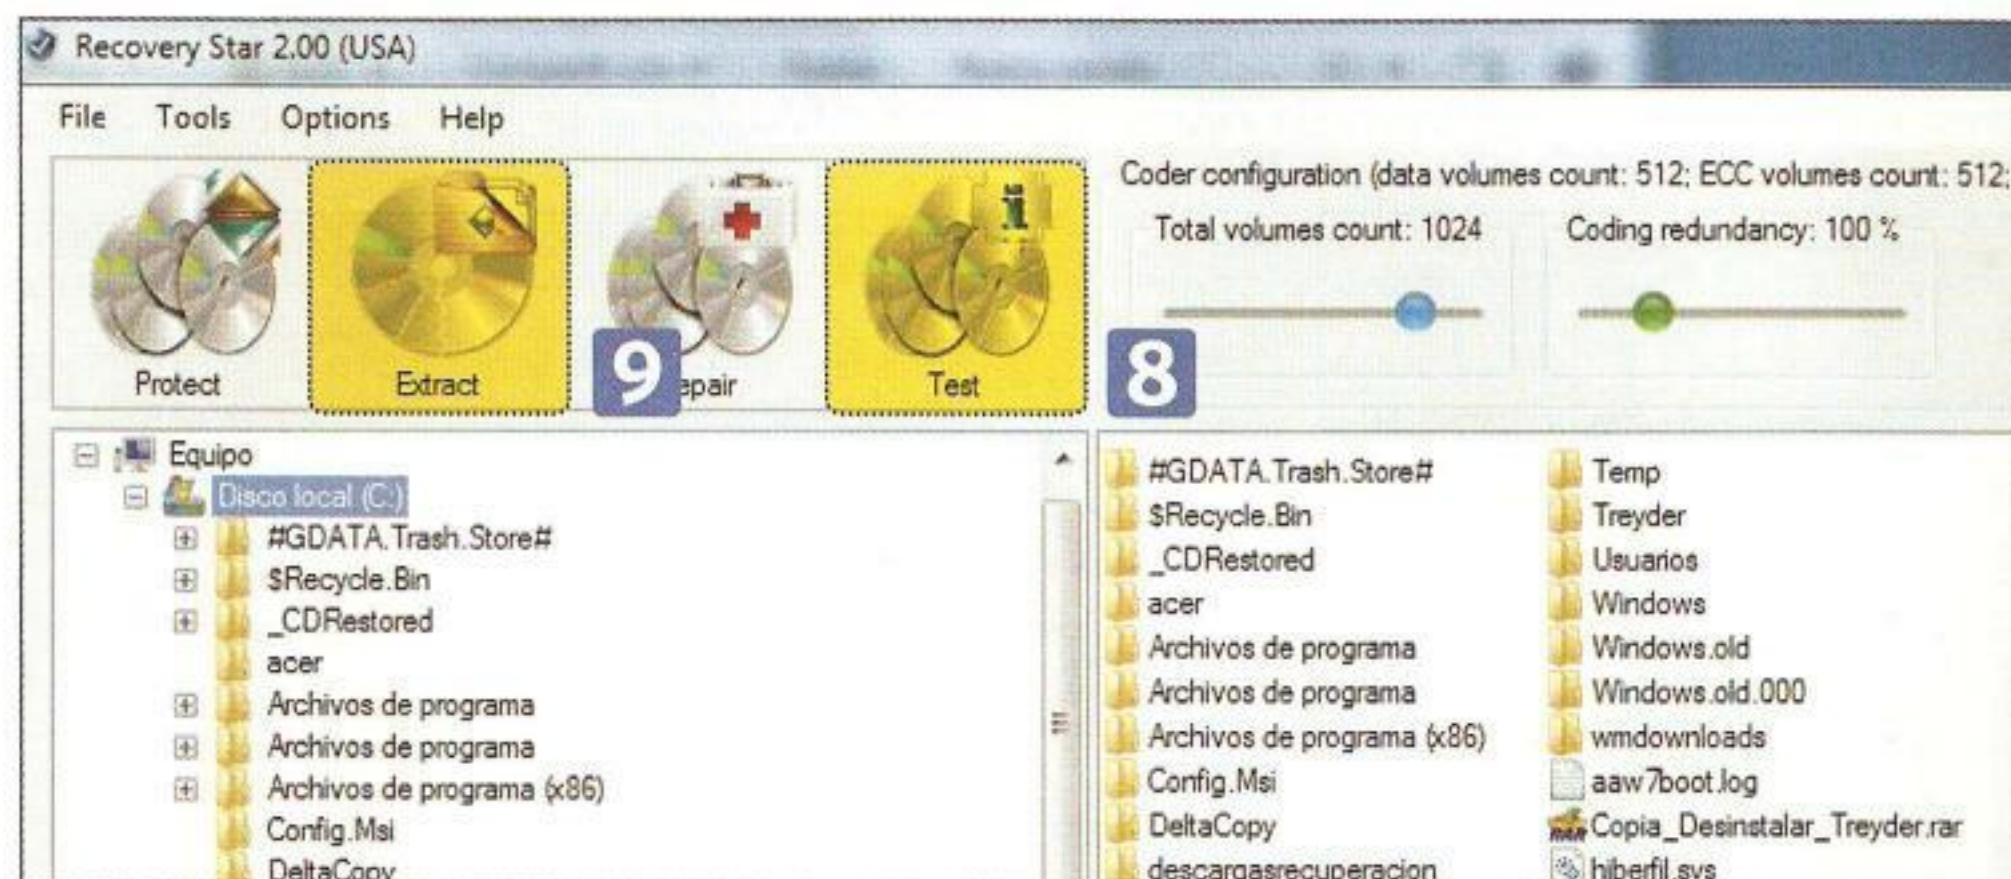 Recovery Star 2.00 (USA)
File Tools Options Help
Coder configuration (data volumes count: 512; ECC volumes count: 512;
Total volumes count: 1024 Coding redundancy: 100 %
Protect Extract 9 epair Test 8
Equipo
Disco local (C:)
#GDATA.Trash.Store#
$Recycle.Bin
_CDRestored
acer
Archivos de programa
Archivos de programa
Archivos de programa (x86)
Config.Msi
DeltaCopy
#GDATA.Trash.Store#
$Recycle.Bin
_CDRestored
acer
Archivos de programa
Archivos de programa
Archivos de programa (x86)
Config.Msi
DeltaCopy
descargasrecuperacion
Temp
Treyder
Usuarios
Windows
Windows.old
Windows.old.000
wmdownloads
aaw7boot.log
Copia_Desinstalar_Treyder.rar
hiberfil.sys